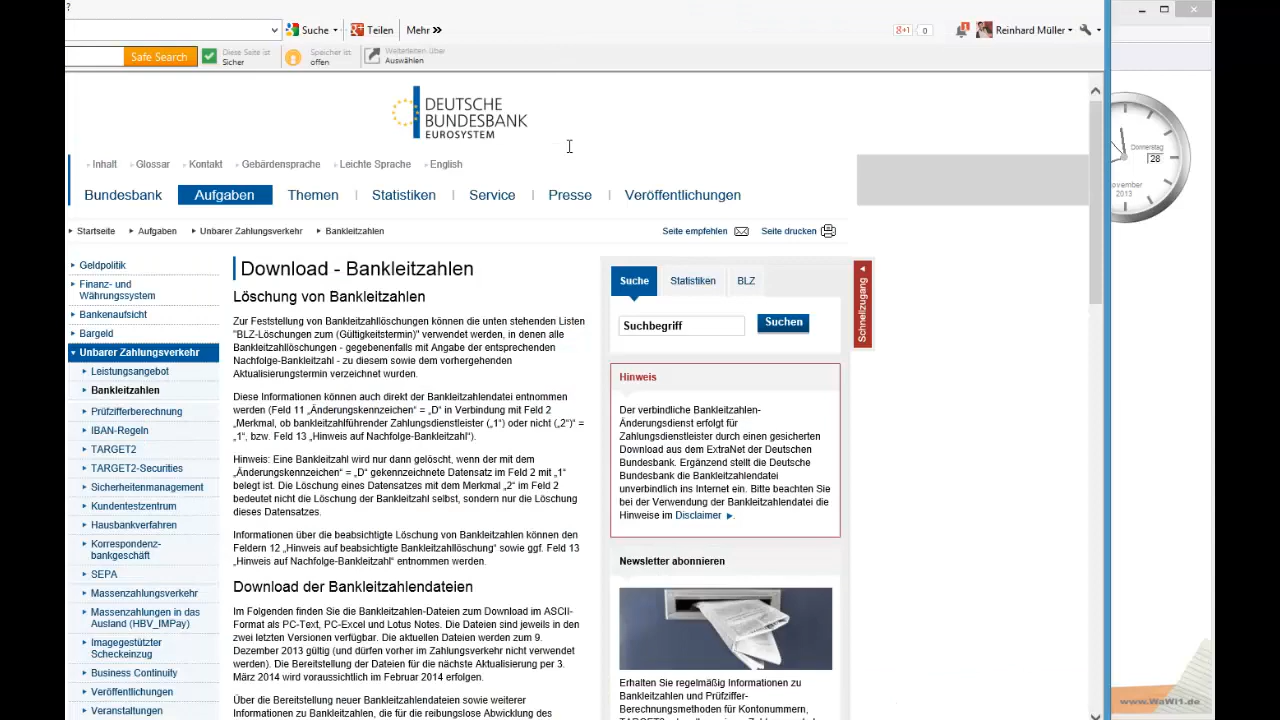 ?
Suche
Teilen
Mehr
0
Reinhard Müller
Safe Search
Diese Seite ist
Sicher
Speicher ist
offen
Weiterleiten über
Auswählen
DEUTSCHE
BUNDESBANK
EUROSYSTEM
Inhalt Glossar Kontakt Gebärdensprache Leichte Sprache English
Bundesbank Aufgaben Themen Statistiken Service Presse Veröffentlichungen
Startseite Aufgaben Unbarer Zahlungsverkehr Bankleitzahlen
Seite empfehlen Seite drucken
Geldpolitik
Finanz- und
Währungssystem
Bankenaufsicht
Bargeld
Unbarer Zahlungsverkehr
Leistungsangebot
Bankleitzahlen
Prüfzifferberechnung
IBAN-Regeln
TARGET2
TARGET2-Securities
Sicherheitenmanagement
Kundentestzentrum
Hausbankverfahren
Korrespondenz-
bankgeschäft
SEPA
Massenzahlungsverkehr
Massenzahlungen in das
Ausland (HBV_IMPay)
Imagegestützter
Scheckeinzug
Business Continuity
Veröffentlichungen
Veranstaltungen
Download - Bankleitzahlen
Löschung von Bankleitzahlen
Zur Feststellung von Bankleitzahllöschungen können die unten stehenden Listen
"BLZ-Löschungen zum (Gültigkeitstermin)" verwendet werden, in denen alle
Bankleitzahllöschungen - gegebenenfalls mit Angabe der entsprechenden
Nachfolge-Bankleitzahl - zu diesem sowie dem vorhergehenden
Aktualisierungstermin verzeichnet wurden.
Diese Informationen können auch direkt der Bankleitzahlendatei entnommen
werden (Feld 11 „Änderungskennzeichen“ = „D“ in Verbindung mit Feld 2
„Merkmal, ob bankleitzahlführender Zahlungsdienstleister („1“) oder nicht („2“)“ =
„1“, bzw. Feld 13 „Hinweis auf Nachfolge-Bankleitzahl“).
Hinweis: Eine Bankleitzahl wird nur dann gelöscht, wenn der mit dem
„Änderungskennzeichen“ = „D“ gekennzeichnete Datensatz im Feld 2 mit „1“
belegt ist. Die Löschung eines Datensatzes mit dem Merkmal „2“ im Feld 2
bedeutet nicht die Löschung der Bankleitzahl selbst, sondern nur die Löschung
dieses Datensatzes.
Informationen über die beabsichtigte Löschung von Bankleitzahlen können den
Feldern 12 „Hinweis auf beabsichtigte Bankleitzahllöschung“ sowie ggf. Feld 13
„Hinweis auf Nachfolge-Bankleitzahl“ entnommen werden.
Download der Bankleitzahlendateien
Im Folgenden finden Sie die Bankleitzahlen-Dateien zum Download im ASCII-
Format als PC-Text, PC-Excel und Lotus Notes. Die Dateien sind jeweils in den
zwei letzten Versionen verfügbar. Die aktuellen Dateien werden zum 9.
Dezember 2013 gültig (und dürfen vorher im Zahlungsverkehr nicht verwendet
werden). Die Bereitstellung der Dateien für die nächste Aktualisierung per 3.
März 2014 wird voraussichtlich im Februar 2014 erfolgen.
Über die Bereitstellung neuer Bankleitzahlendateien sowie weiterer
Informationen zu Bankleitzahlen, die für die reibungslose Abwicklung des
Suche Statistiken BLZ
Suchbegriff Suchen
Hinweis
Der verbindliche Bankleitzahlen-
Änderungsdienst erfolgt für
Zahlungsdienstleister durch einen gesicherten
Download aus dem ExtraNet der Deutschen
Bundesbank. Ergänzend stellt die Deutsche
Bundesbank die Bankleitzahlendatei
unverbindlich ins Internet ein. Bitte beachten Sie
bei der Verwendung der Bankleitzahlendatei die
Hinweise im Disclaimer
Newsletter abonnieren
Erhalten Sie regelmäßig Informationen zu
Bankleitzahlen und Prüfziffer-
Berechnungsmethoden für Kontonummern,
Schnellzugang
Donnerstag
28
November
2013
www.WaWi1.de